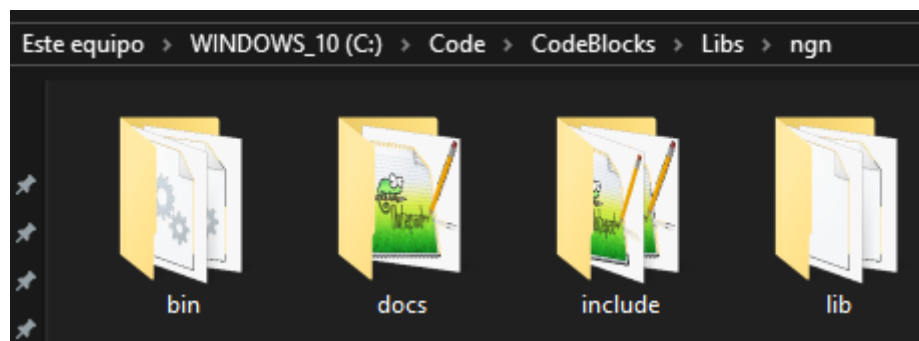 Este equipo > WINDOWS_10 (C:) > Code > CodeBlocks > Libs > ngn
bin
docs
include
lib